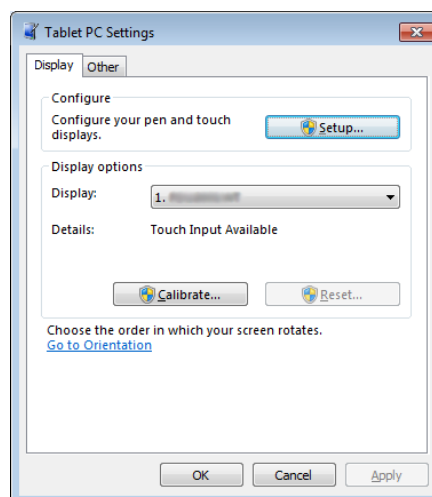 Tablet PC Settings
Display
Other
Configure
Configure your pen and touch
displays.
Setup...
Display options
Display:
1.
Details:
Touch Input Available
Calibrate...
Reset...
Choose the order in which your screen rotates.
Go to Orientation
OK
Cancel
Apply